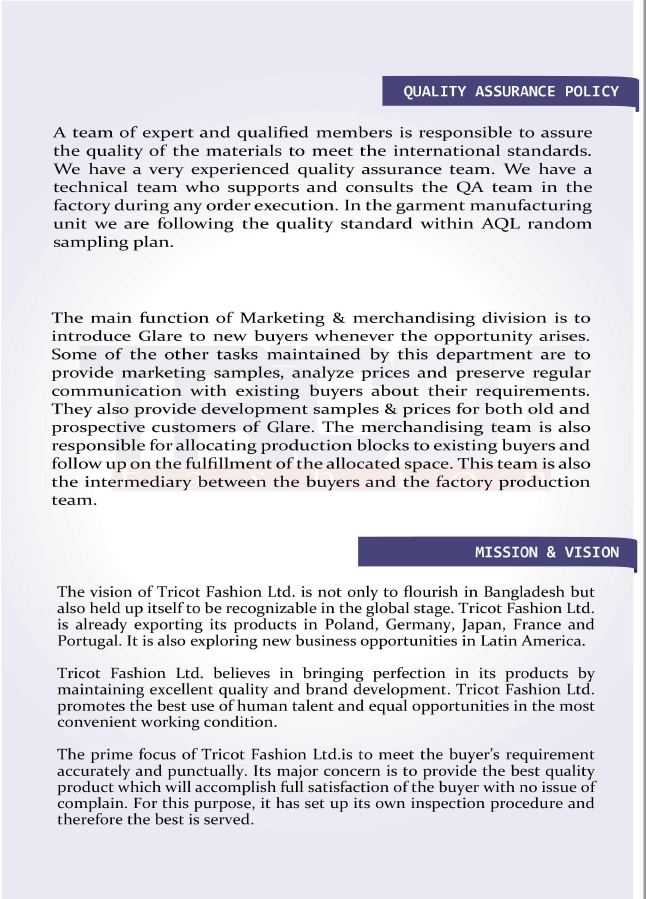 QUALITY ASSURANCE POLICY
A team of expert and qualified members is responsible to assure
the quality of the materials to meet the international standards.
We have a very experienced quality assurance team. We have a
technical team who supports and consults the QA team in the
factory during any order execution. In the garment manufacturing
unit we are following the quality standard within AQL random
sampling plan.
The main function of Marketing & merchandising division is to
introduce Glare to new buyers whenever the opportunity arises.
Some of the other tasks maintained by this department are to
provide marketing samples, analyze prices and preserve regular
communication with existing buyers about their requirements.
They also provide development samples & prices for both old and
prospective customers of Glare. The merchandising team is also
responsible for allocating production blocks to existing buyers and
follow up on the fulfillment of the allocated space. This team is also
the intermediary between the buyers and the factory production
team.
MISSION & VISION
The vision of Tricot Fashion Ltd. is not only to flourish in Bangladesh but
also held up itself to be recognizable in the global stage. Tricot Fashion Ltd.
is already exporting its products in Poland, Germany, Japan, France and
Portugal. It is also exploring new business opportunities in Latin America.
Tricot Fashion Ltd. believes in bringing perfection in its products by
maintaining excellent quality and brand development. Tricot Fashion Ltd.
promotes the best use of human talent and equal opportunities in the most
convenient working condition.
The prime focus of Tricot Fashion Ltd.is to meet the buyer's requirement
accurately and punctually. Its major concern is to provide the best quality
product which will accomplish full satisfaction of the buyer with no issue of
complain. For this purpose, it has set up its own inspection procedure and
therefore the best is served.